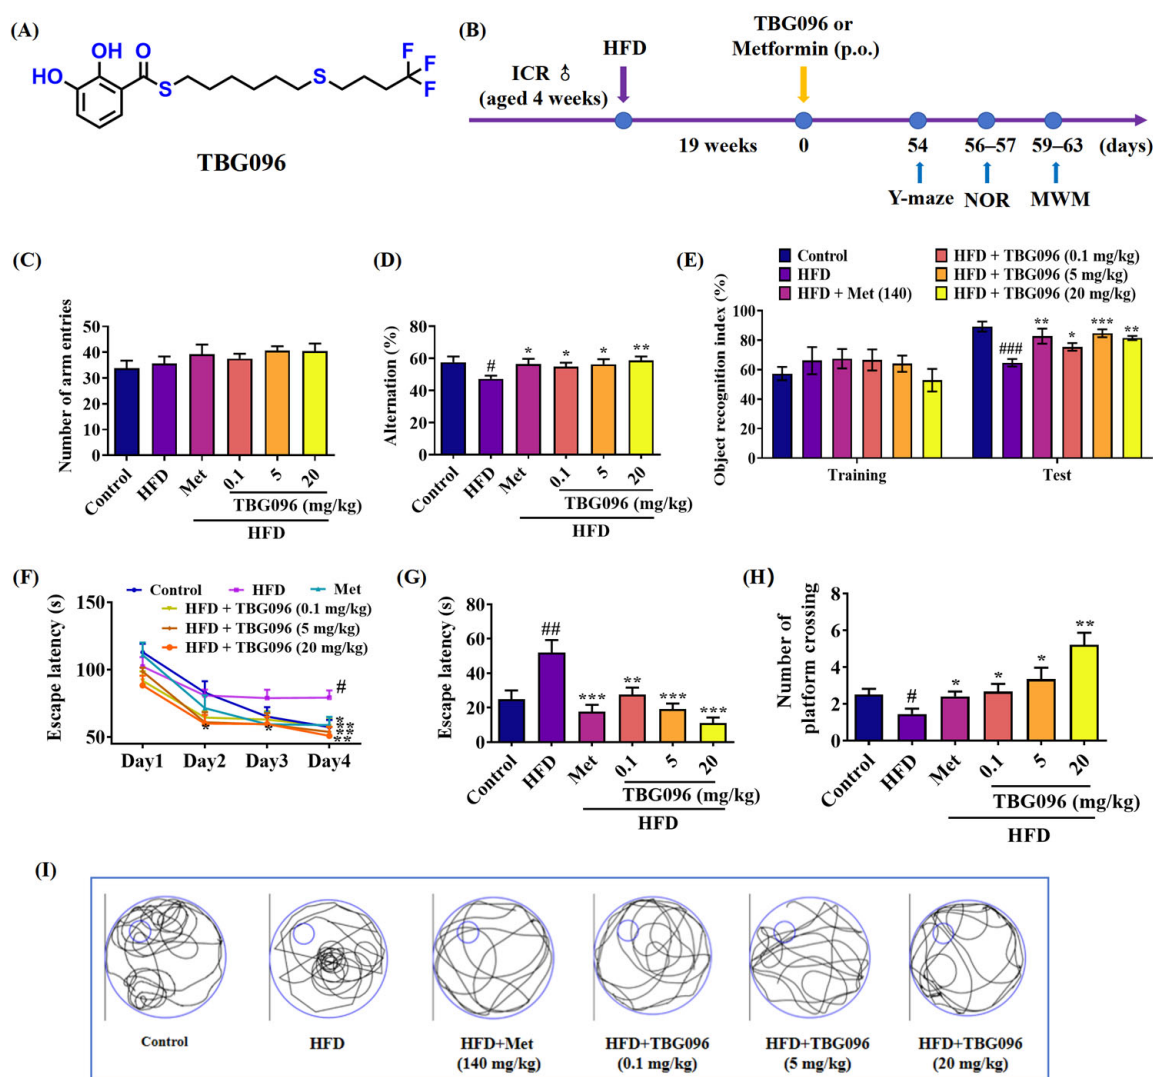 (A)
OH
O
HO
S
S
F
F
F
TBG096
(B)
TBG096 or
HFD
Metformin (p.o.)
ICR ♂
(aged 4 weeks)
19 weeks
0
54
56–57
59–63
(days)
Y-maze
NOR
MWM
(C)
Number of arm entries
50
40
30
20
10
0
Control
HFD
Met
0.1
5
20
TBG096 (mg/kg)
HFD
(D)
Alternation (%)
80
60
40
20
0
#
*
*
*
**
Control
HFD
Met
0.1
5
20
TBG096 (mg/kg)
HFD
(E)
Control
HFD
HFD + Met (140)
HFD + TBG096 (0.1 mg/kg)
HFD + TBG096 (5 mg/kg)
HFD + TBG096 (20 mg/kg)
Object recognition index (%)
100
80
60
40
20
0
###
**
*
***
**
Training
Test
(F)
Control
HFD
Met
HFD + TBG096 (0.1 mg/kg)
HFD + TBG096 (5 mg/kg)
HFD + TBG096 (20 mg/kg)
Escape latency (s)
150
100
50
#
*
*
Day1
Day2
Day3
Day4
(G)
Escape latency (s)
80
60
40
20
0
##
***
**
***
***
Control
HFD
Met
0.1
5
20
TBG096 (mg/kg)
HFD
(H)
Number of
platform crossing
8
6
4
2
0
#
*
*
*
**
Control
HFD
Met
0.1
5
20
TBG096 (mg/kg)
HFD
(I)
Control
HFD
HFD+Met
(140 mg/kg)
HFD+TBG096
(0.1 mg/kg)
HFD+TBG096
(5 mg/kg)
HFD+TBG096
(20 mg/kg)